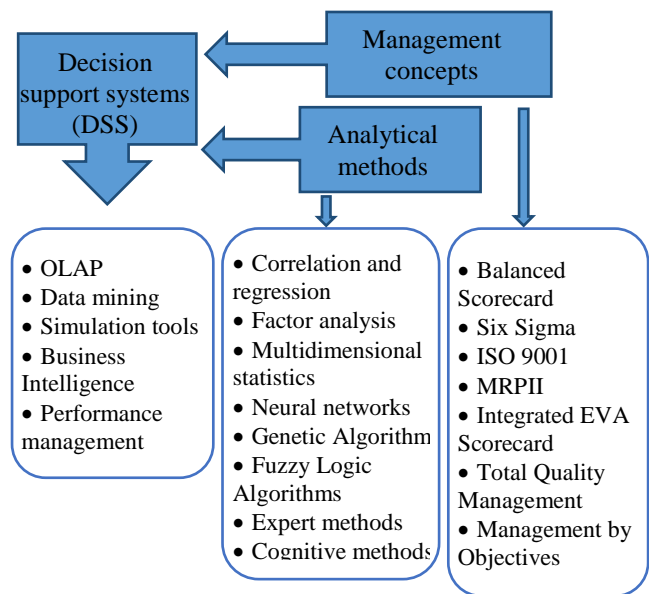 Decision
support systems
(DSS)
Management
concepts
Analytical
methods
• OLAP
• Data mining
• Simulation tools
• Business
Intelligence
• Performance
management
• Correlation and
regression
• Factor analysis
• Multidimensional
statistics
• Neural networks
• Genetic Algorithm
• Fuzzy Logic
Algorithms
• Expert methods
• Cognitive methods
• Balanced
Scorecard
• Six Sigma
• ISO 9001
• MRPII
• Integrated EVA
Scorecard
• Total Quality
Management
• Management by
Objectives